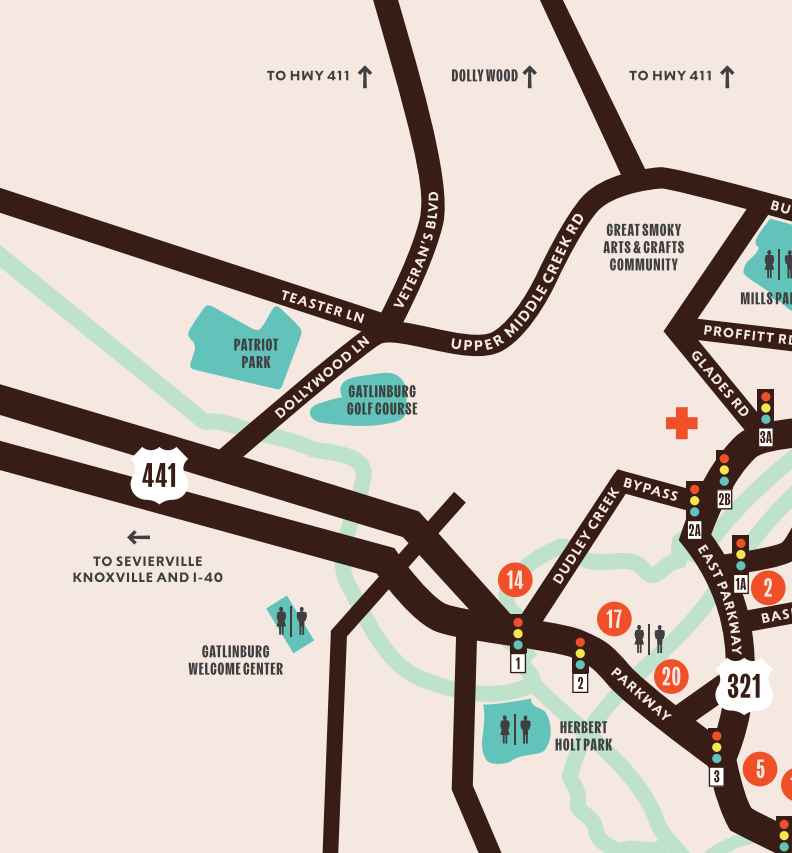 TO HWY 411
DOLLY WOOD
TO HWY 411
VETERAN'S BLVD
BU
GREAT SMOKY
ARTS & CRAFTS
COMMUNITY
MILLS PA
TEASTER LN
UPPER MIDDLE CREEK RD
PROFFITT RD
PATRIOT
PARK
DOLLYWOOD LN
GLADES RD
GATLINBURG
GOLF COURSE
3A
441
BYPASS
2B
2A
DUDLEY CREEK
TO SEVIERVILLE
KNOXVILLE AND I-40
14
EAST PARKWAY
1A
2
17
BAS
GATLINBURG
WELCOME CENTER
1
2
20
321
PARKWAY
HERBERT
HOLT PARK
3
5